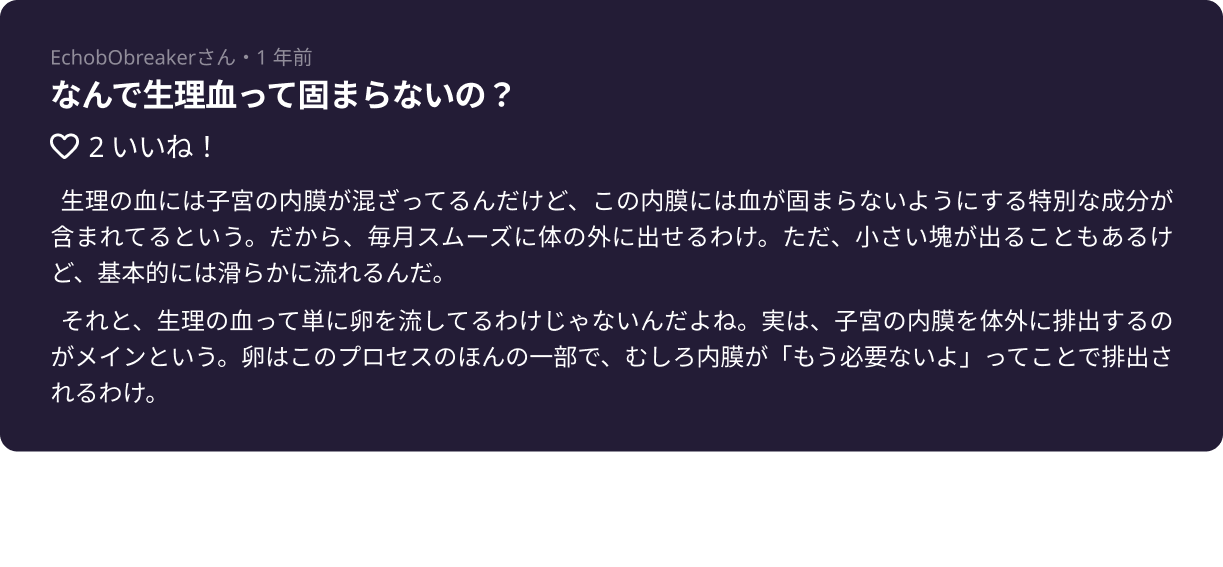 EchobObreakerさん・1 年前
なんで生理血って固まらないの？
2 いいね！
生理の血には子宮の内膜が混ざってるんだけど、この内膜には血が固まらないようにする特別な成分が
含まれてるという。だから、毎月スムーズに体の外に出せるわけ。ただ、小さい塊が出ることもあるけ
ど、基本的には滑らかに流れるんだ。
それと、生理の血って単に卵を流してるわけじゃないんだよね。実は、子宮の内膜を体外に排出するの
がメインという。卵はこのプロセスのほんの一部で、むしろ内膜が「もう必要ないよ」ってことで排出さ
れるわけ。